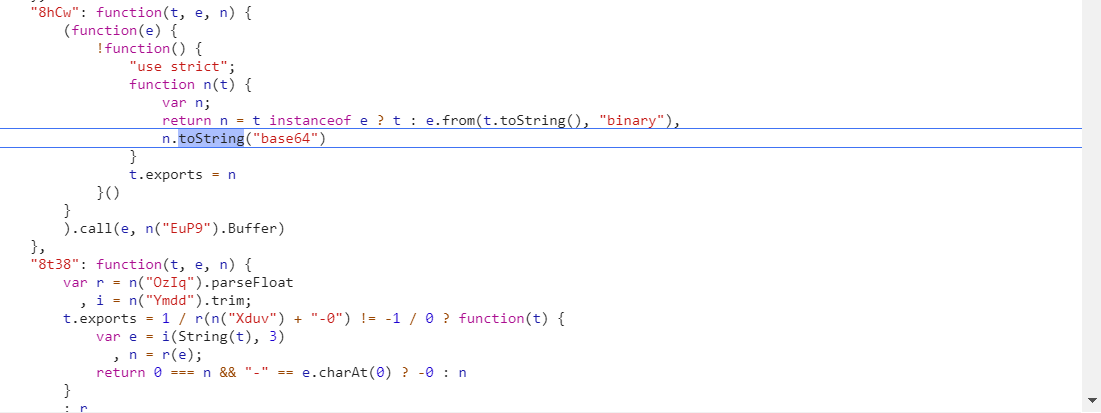 "8hCw": function(t, e, n) {
(function(e) {
!function() {
"use strict";
function n(t) {
var n;
return n = t instanceof e ? t : e.from(t.toString(), "binary"),
n.toString("base64")
}
t.exports = n
}()
}
).call(e, n("EuP9").Buffer)
},
"8t38": function(t, e, n) {
var r = n("OzIq").parseFloat
, i = n("Ymdd").trim;
t.exports = 1 / r(n("Xduv") + "-0") != -1 / 0 ? function(t) {
var e = i(String(t), 3)
, n = r(e);
return 0 === n && "-" == e.charAt(0) ? -0 : n
}
: r